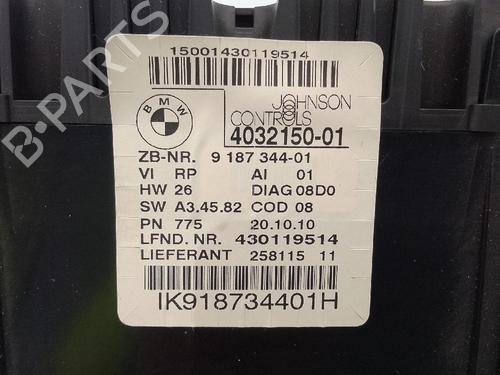 15001430119514
BMW
JOHNSON
CONTROLS
4032150-01
ZB-NR. 9 187 344-01
VI RP AI 01
HW 26 DIAG 08D0
SW A3.45.82 COD 08
PN 775 20.10.10
LFND. NR. 430119514
LIEFERANT 258115 11
IK918734401H
B-PARTS